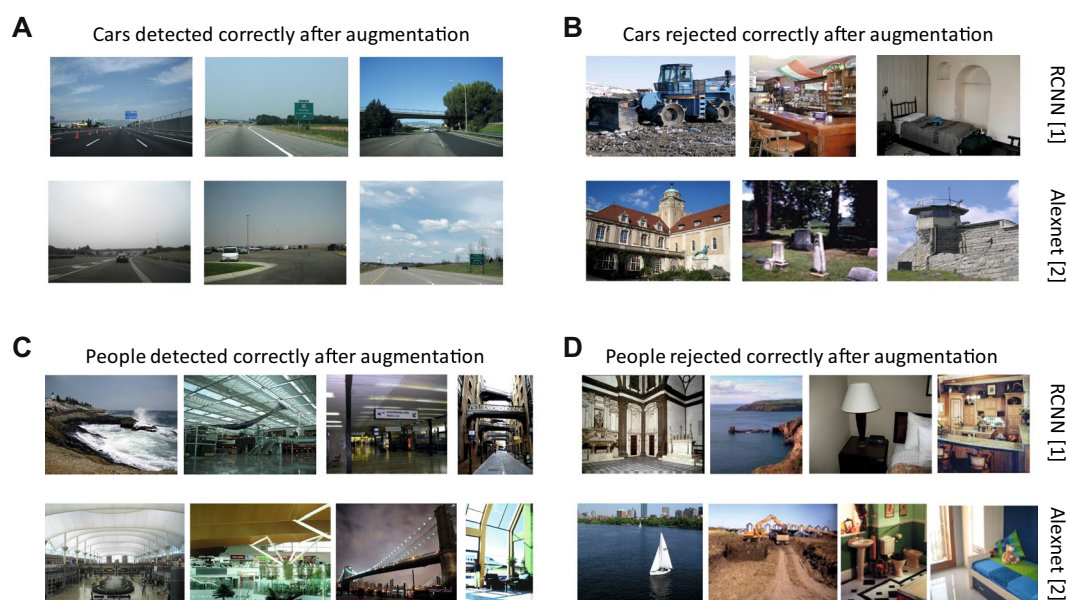 A
Cars detected correctly after augmentation
B
Cars rejected correctly after augmentation
RCNN [1]
Alexnet [2]
C
People detected correctly after augmentation
D
People rejected correctly after augmentation
RCNN [1]
Alexnet [2]